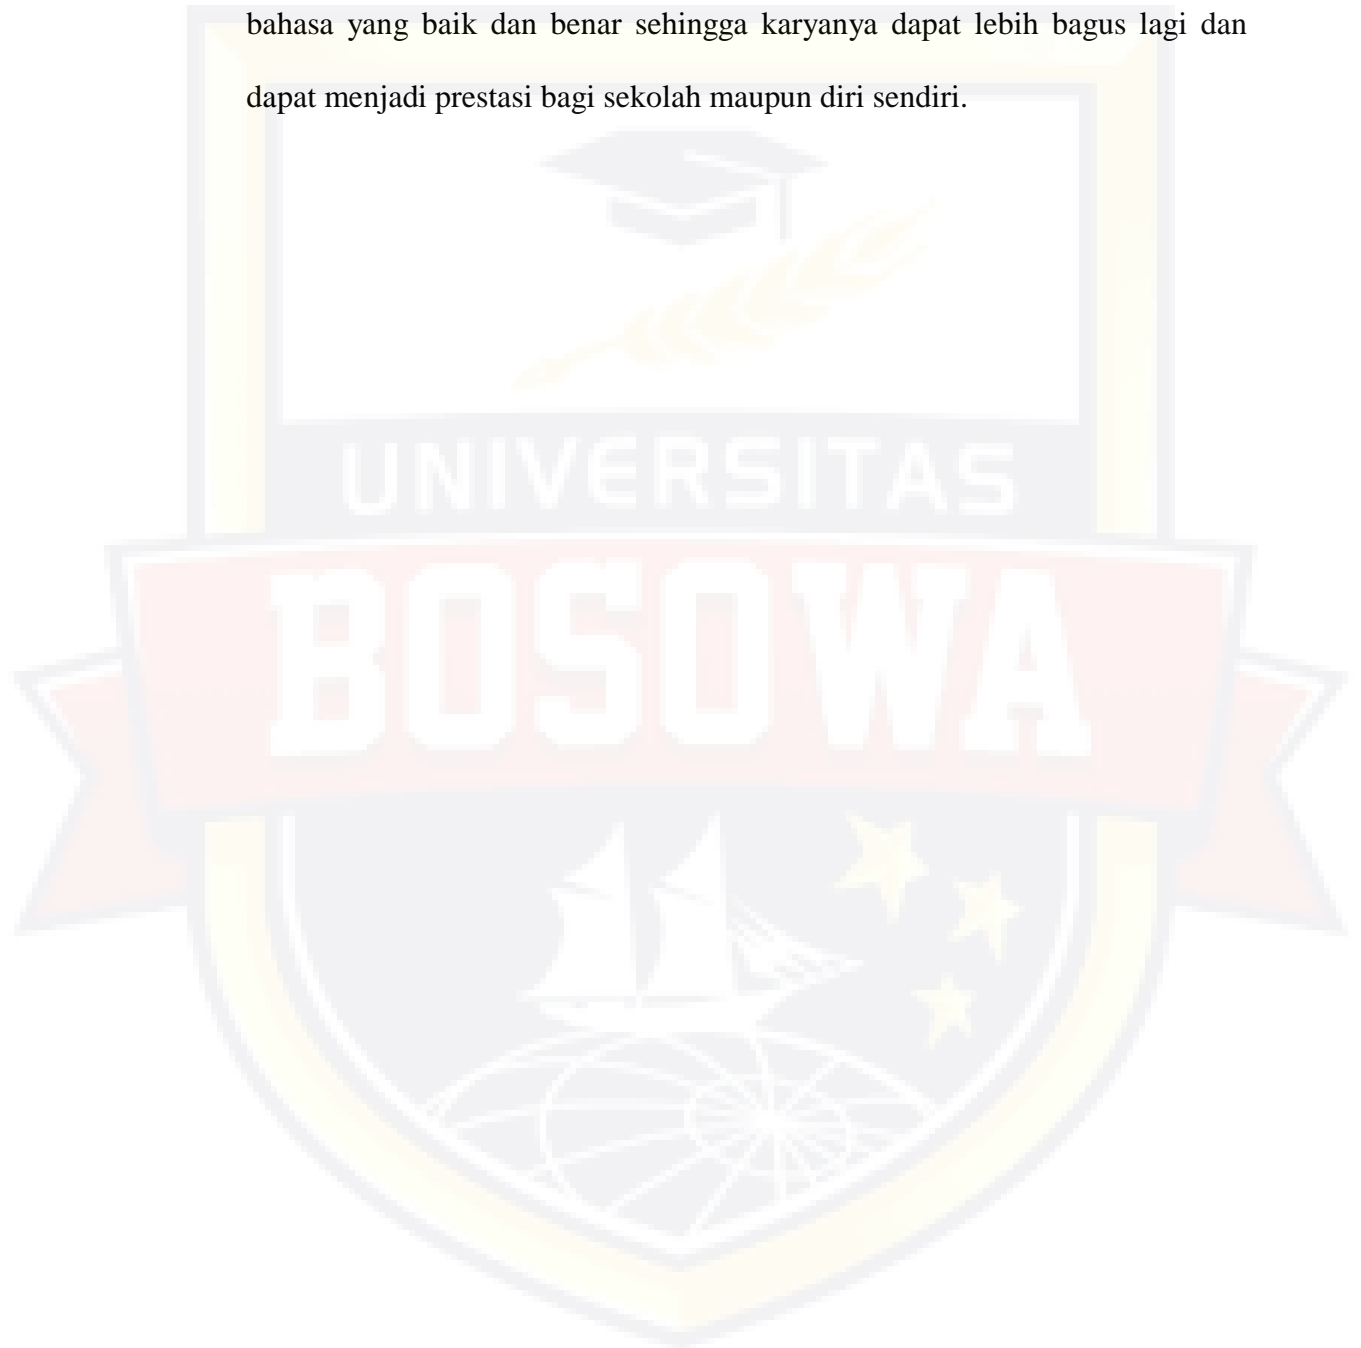 bahasa yang baik dan benar sehingga karyanya dapat lebih bagus lagi dan
dapat menjadi prestasi bagi sekolah maupun diri sendiri.
UNIVERSITAS
BOSOWA